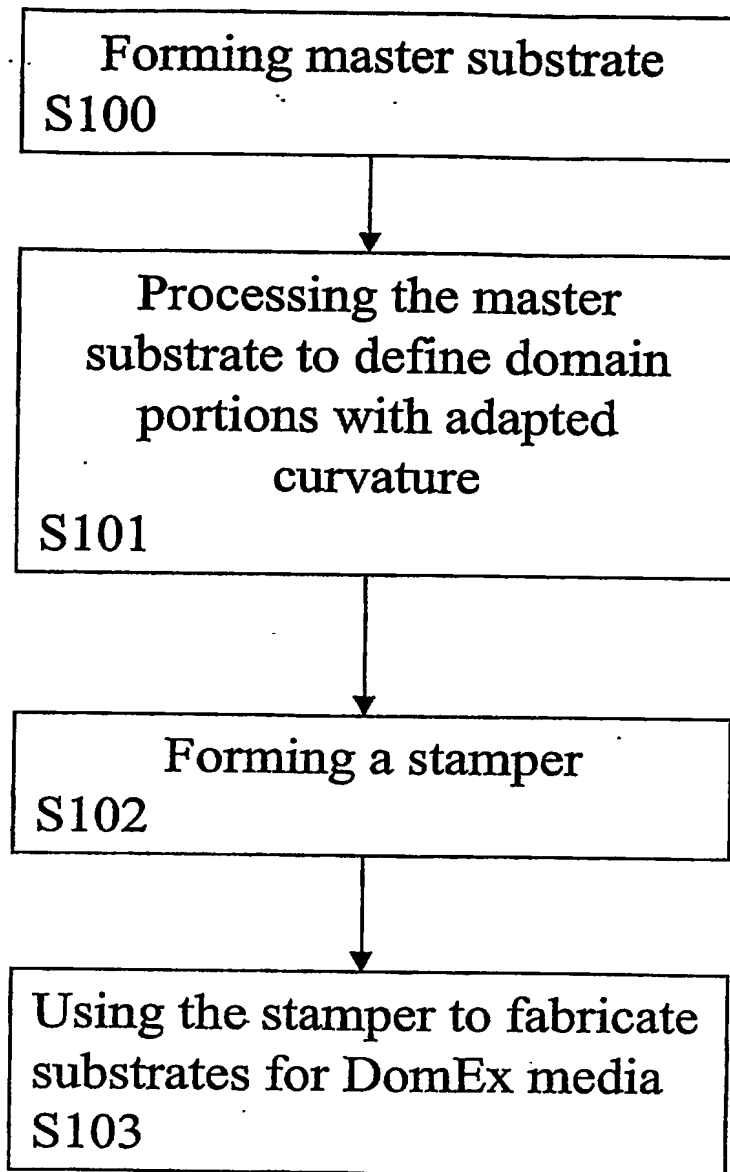 Forming master substrate
S100
Processing the master
substrate to define domain
portions with adapted
curvature
S101
Forming a stamper
S102
Using the stamper to fabricate
substrates for DomEx media
S103